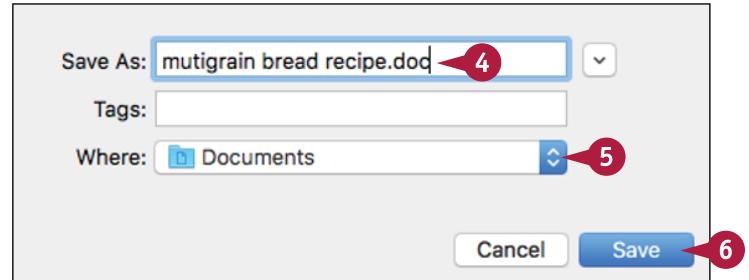 Save As: mutigrain bread recipe.doc 4
Tags:
Where: Documents 5
Cancel Save 6